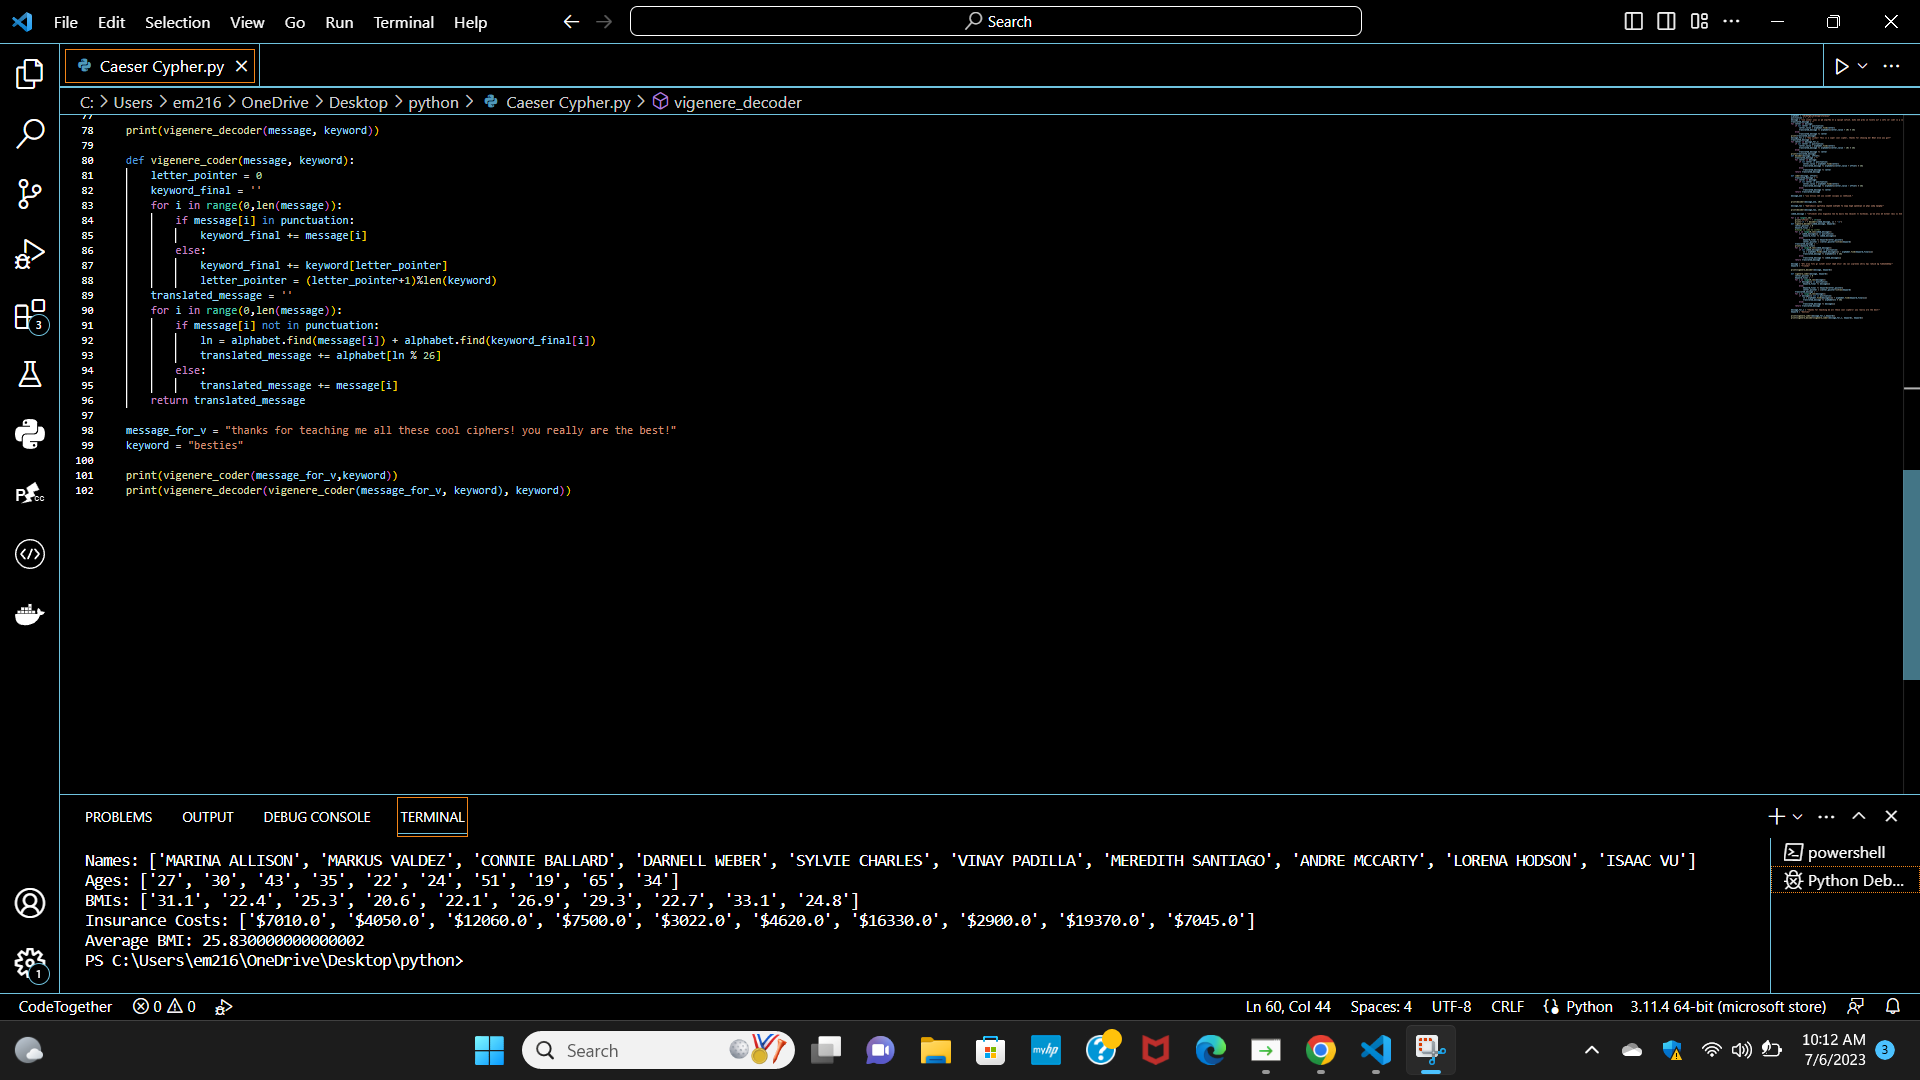 File Edit Selection View Go Run Terminal Help
Search
Caeser Cypher.py
C: > Users > em216 > OneDrive > Desktop > python > Caeser Cypher.py > vigenere_decoder
77
78 print(vigenere_decoder(message, keyword))
79
80 def vigenere_coder(message, keyword):
81 letter_pointer = 0
82 keyword_final = ''
83 for i in range(0,len(message)):
84 if message[i] in punctuation:
85 keyword_final += message[i]
86 else:
87 keyword_final += keyword[letter_pointer]
88 letter_pointer = (letter_pointer+1)%len(keyword)
89 translated_message = ''
90 for i in range(0,len(message)):
91 if message[i] not in punctuation:
92 ln = alphabet.find(message[i]) + alphabet.find(keyword_final[i])
93 translated_message += alphabet[ln % 26]
94 else:
95 translated_message += message[i]
96 return translated_message
97
98 message_for_v = "thanks for teaching me all these cool ciphers! you really are the best!"
99 keyword = "besties"
100
101 print(vigenere_coder(message_for_v,keyword))
102 print(vigenere_decoder(vigenere_coder(message_for_v, keyword), keyword))
3
CC
1
PROBLEMS OUTPUT DEBUG CONSOLE TERMINAL
Names: ['MARINA ALLISON', 'MARKUS VALDEZ', 'CONNIE BALLARD', 'DARNELL WEBER', 'SYLVIE CHARLES', 'VINAY PADILLA', 'MEREDITH SANTIAGO', 'ANDRE MCCARTY', 'LORENA HODSON', 'ISAAC VU']
Ages: ['27', '30', '43', '35', '22', '24', '51', '19', '65', '34']
BMIs: ['31.1', '22.4', '25.3', '20.6', '22.1', '26.9', '29.3', '22.7', '33.1', '24.8']
Insurance Costs: ['$7010.0', '$4050.0', '$12060.0', '$7500.0', '$3022.0', '$4620.0', '$16330.0', '$2900.0', '$19370.0', '$7045.0']
Average BMI: 25.830000000000002
PS C:\Users\em216\OneDrive\Desktop\python>
powershell
Python Deb...
CodeTogether 0 0 Ln 60, Col 44 Spaces: 4 UTF-8 CRLF Python 3.11.4 64-bit (microsoft store)
Search
myhp
10:12 AM
7/6/2023
3